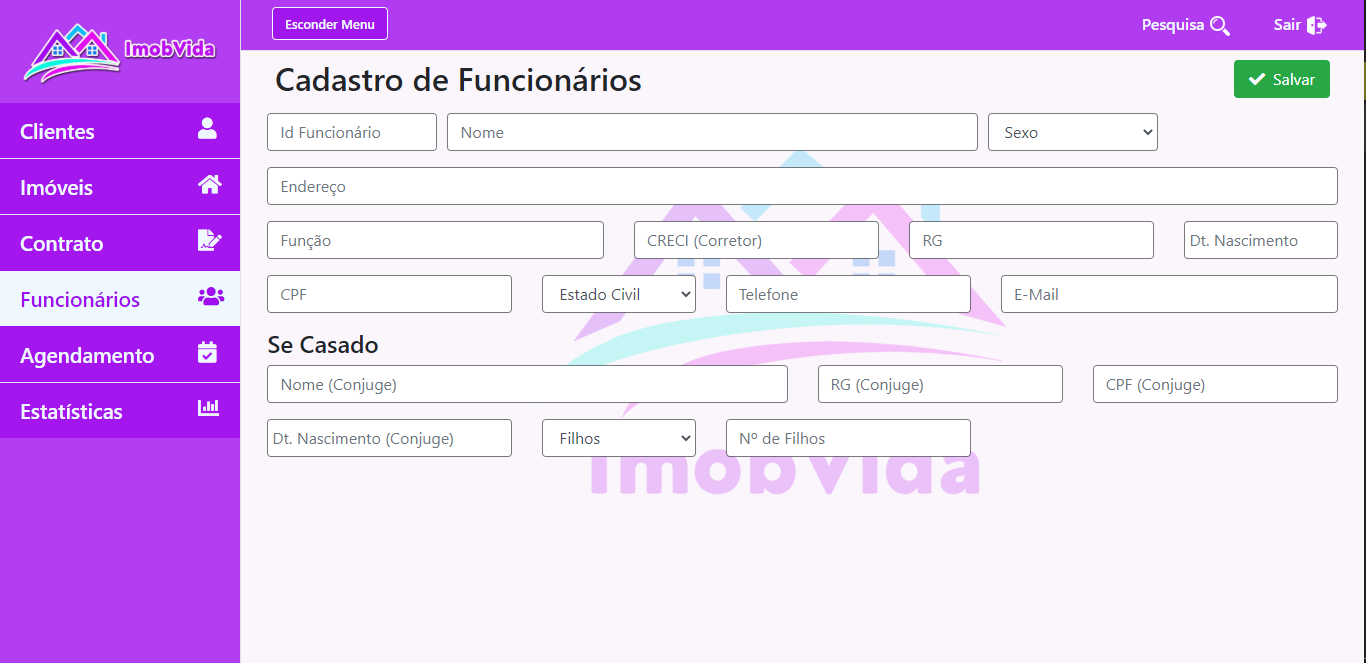 ImobVida
Esconder Menu
Pesquisa
Sair
Cadastro de Funcionários
Salvar
Clientes
Imóveis
Contrato
Funcionários
Agendamento
Estatísticas
Id Funcionário Nome Sexo
Endereço
Função CRECI (Corretor) RG Dt. Nascimento
CPF Estado Civil Telefone E-Mail
Se Casado
Nome (Conjuge) RG (Conjuge) CPF (Conjuge)
Dt. Nascimento (Conjuge) Filhos Nº de Filhos
ImobVida